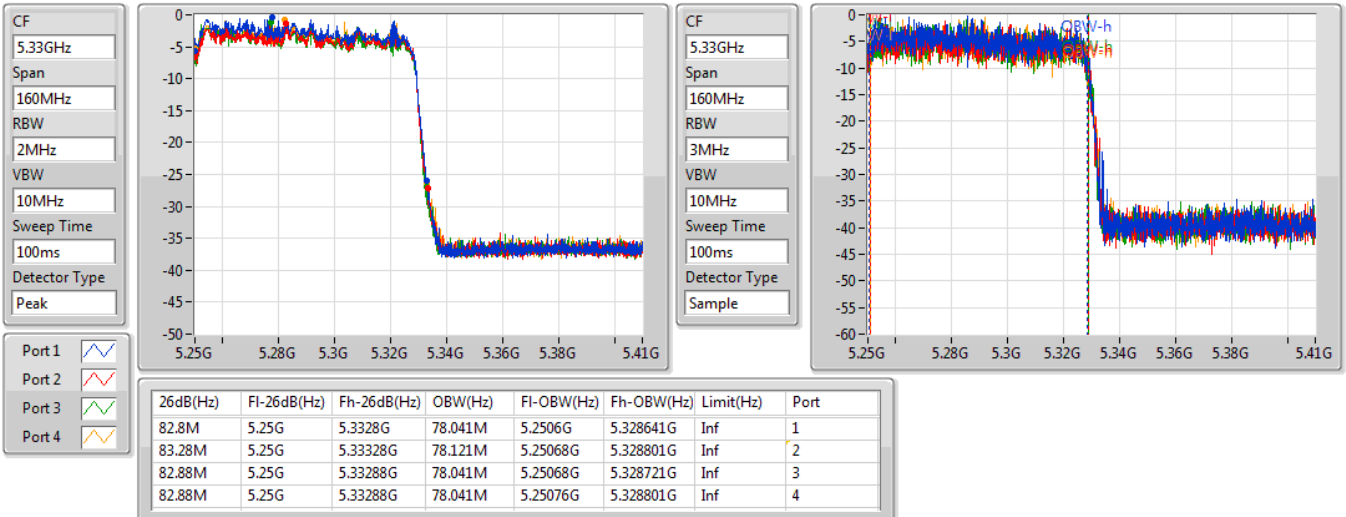 CF
5.33GHz
Span
160MHz
RBW
2MHz
VBW
10MHz
Sweep Time
100ms
Detector Type
Peak
0
-5
-10
-15
-20
-25
-30
-35
-40
-45
-50
5.25G 5.28G 5.3G 5.32G 5.34G 5.36G 5.38G 5.41G
CF
5.33GHz
Span
160MHz
RBW
3MHz
VBW
10MHz
Sweep Time
100ms
Detector Type
Sample
0
-5
-10
-15
-20
-25
-30
-35
-40
-45
-50
-55
-60
OBW-h
OBW-h
5.25G 5.28G 5.3G 5.32G 5.34G 5.36G 5.38G 5.41G
Port 1
Port 2
Port 3
Port 4
26dB(Hz) Fl-26dB(Hz) Fh-26dB(Hz) OBW(Hz) Fl-OBW(Hz) Fh-OBW(Hz) Limit(Hz) Port
82.8M 5.25G 5.3328G 78.041M 5.2506G 5.328641G Inf 1
83.28M 5.25G 5.33328G 78.121M 5.25068G 5.328801G Inf 2
82.88M 5.25G 5.33288G 78.041M 5.25068G 5.328721G Inf 3
82.88M 5.25G 5.33288G 78.041M 5.25076G 5.328801G Inf 4